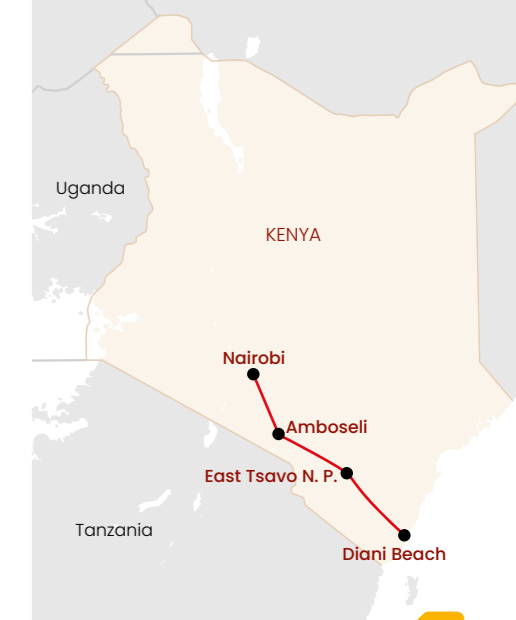 Uganda
KENYA
Nairobi
Amboseli
East Tsavo N. P.
Tanzania
Diani Beach